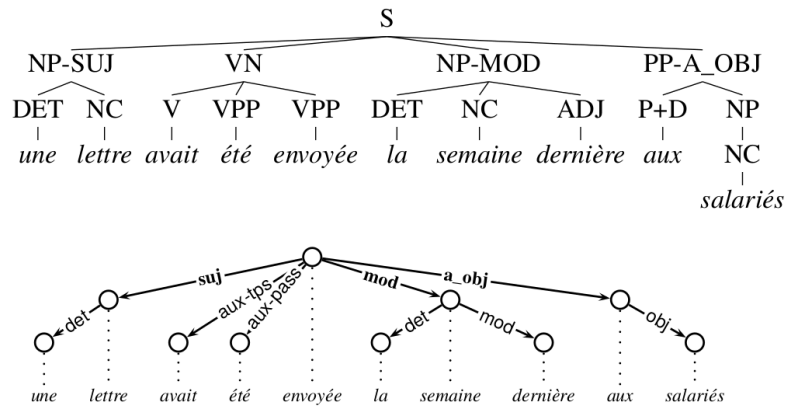 S
NP-SUJ VN NP-MOD PP-A_OBJ
DET NC V VPP VPP DET NC ADJ P+D NP
une lettre avait été envoyée la semaine dernière aux NC
salariés
suj mod a_obj
det aux-tps aux-pass det mod obj
une lettre avait été envoyée la semaine dernière aux salariés